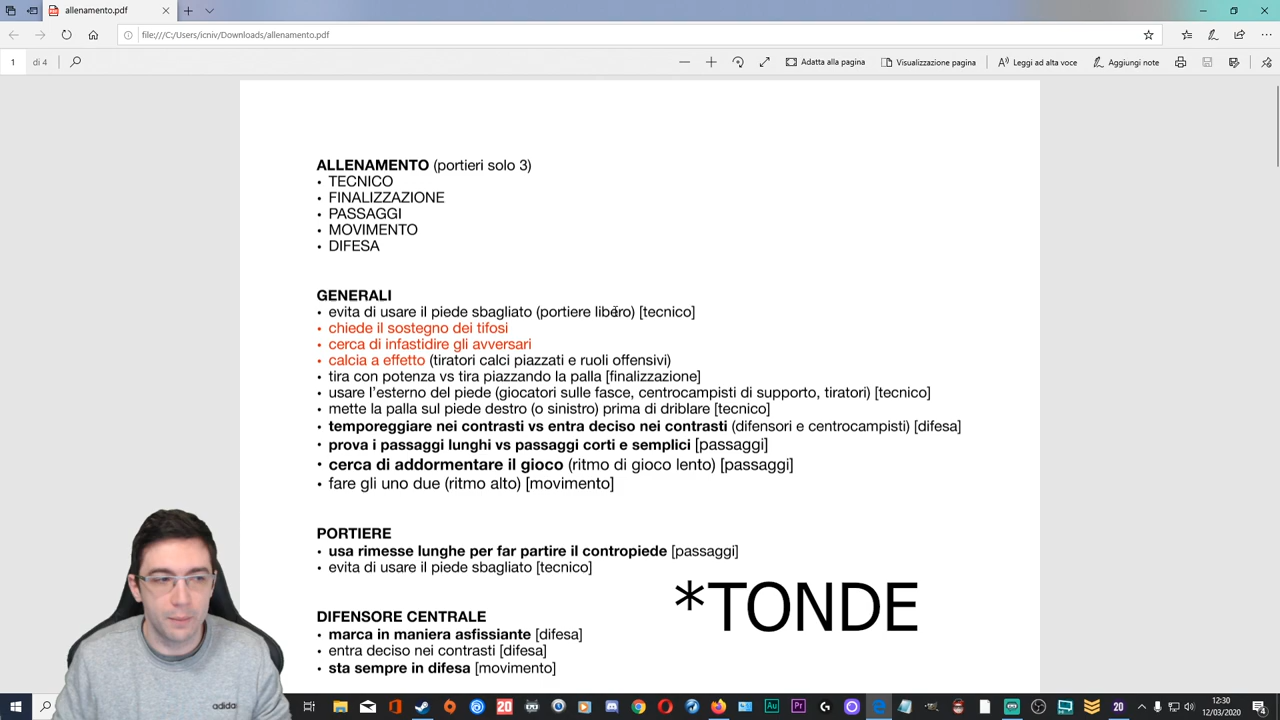 allenamento.pdf
file:///C:/Users/icniv/Downloads/allenamento.pdf
1 di 4
Adatta alla pagina
Visualizzazione pagina
Leggi ad alta voce
Aggiungi note
ALLENAMENTO (portieri solo 3)
• TECNICO
• FINALIZZAZIONE
• PASSAGGI
• MOVIMENTO
• DIFESA
GENERALI
• evita di usare il piede sbagliato (portiere libero) [tecnico]
• chiede il sostegno dei tifosi
• cerca di infastidire gli avversari
• calcia a effetto (tiratori calci piazzati e ruoli offensivi)
• tira con potenza vs tira piazzando la palla [finalizzazione]
• usare l'esterno del piede (giocatori sulle fasce, centrocampisti di supporto, tiratori) [tecnico]
• mette la palla sul piede destro (o sinistro) prima di driblare [tecnico]
• temporeggiare nei contrasti vs entra deciso nei contrasti (difensori e centrocampisti) [difesa]
• prova i passaggi lunghi vs passaggi corti e semplici [passaggi]
• cerca di addormentare il gioco (ritmo di gioco lento) [passaggi]
• fare gli uno due (ritmo alto) [movimento]
PORTIERE
• usa rimesse lunghe per far partire il contropiede [passaggi]
• evita di usare il piede sbagliato [tecnico]
*TONDE
DIFENSORE CENTRALE
• marca in maniera asfissiante [difesa]
• entra deciso nei contrasti [difesa]
• sta sempre in difesa [movimento]
adidas
20
Au
Pr
20
12:30
12/03/2020